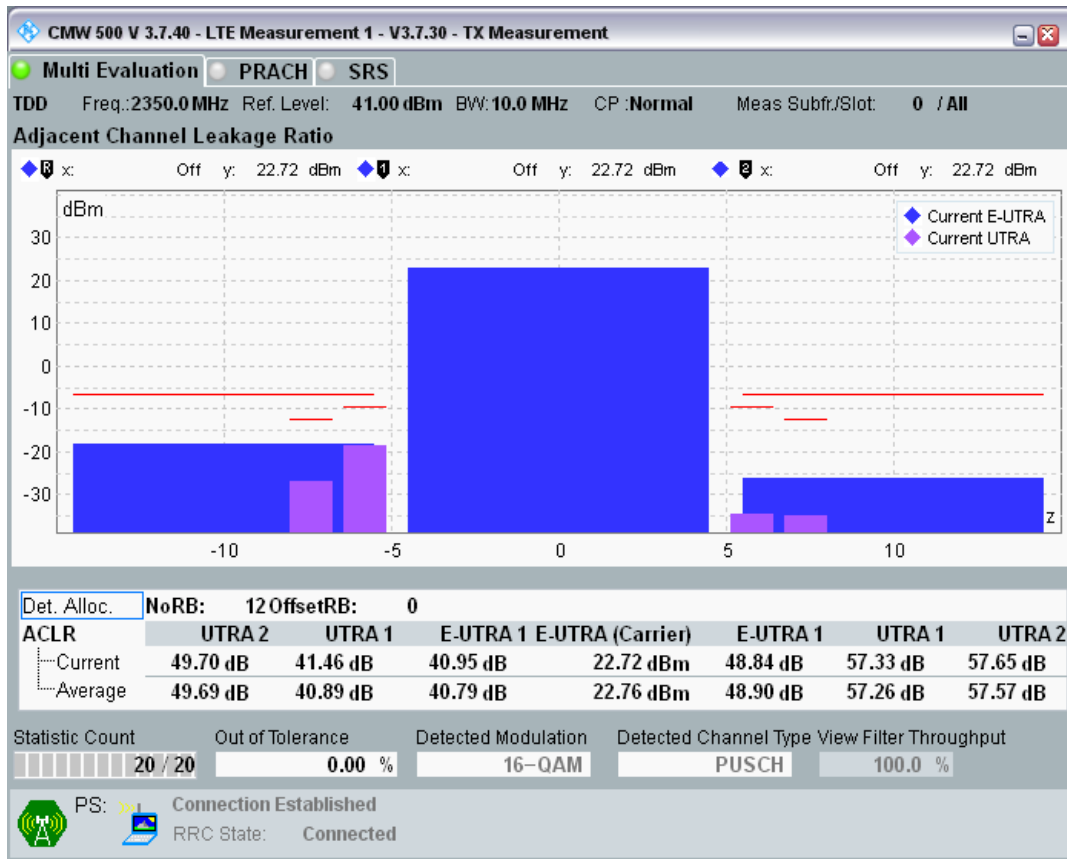 CMW 500 V 3.7.40 - LTE Measurement 1 - V3.7.30 - TX Measurement
Multi Evaluation PRACH SRS
TDD Freq.:2350.0 MHz Ref. Level: 41.00 dBm BW:10.0 MHz CP :Normal Meas Subfr./Slot: 0 / All
Adjacent Channel Leakage Ratio
R x: Off y: 22.72 dBm 1 x: Off y: 22.72 dBm 2 x: Off y: 22.72 dBm
dBm
Current E-UTRA
Current UTRA
30
20
10
0
-10
-20
-30
z
-10 -5 0 5 10
Det. Alloc. NoRB: 12 OffsetRB: 0
ACLR UTRA 2 UTRA 1 E-UTRA 1 E-UTRA (Carrier) E-UTRA 1 UTRA 1 UTRA 2
Current 49.70 dB 41.46 dB 40.95 dB 22.72 dBm 48.84 dB 57.33 dB 57.65 dB
Average 49.69 dB 40.89 dB 40.79 dB 22.76 dBm 48.90 dB 57.26 dB 57.57 dB
Statistic Count Out of Tolerance Detected Modulation Detected Channel Type View Filter Throughput
20 / 20 0.00 % 16-QAM PUSCH 100.0 %
PS: Connection Established
RRC State: Connected